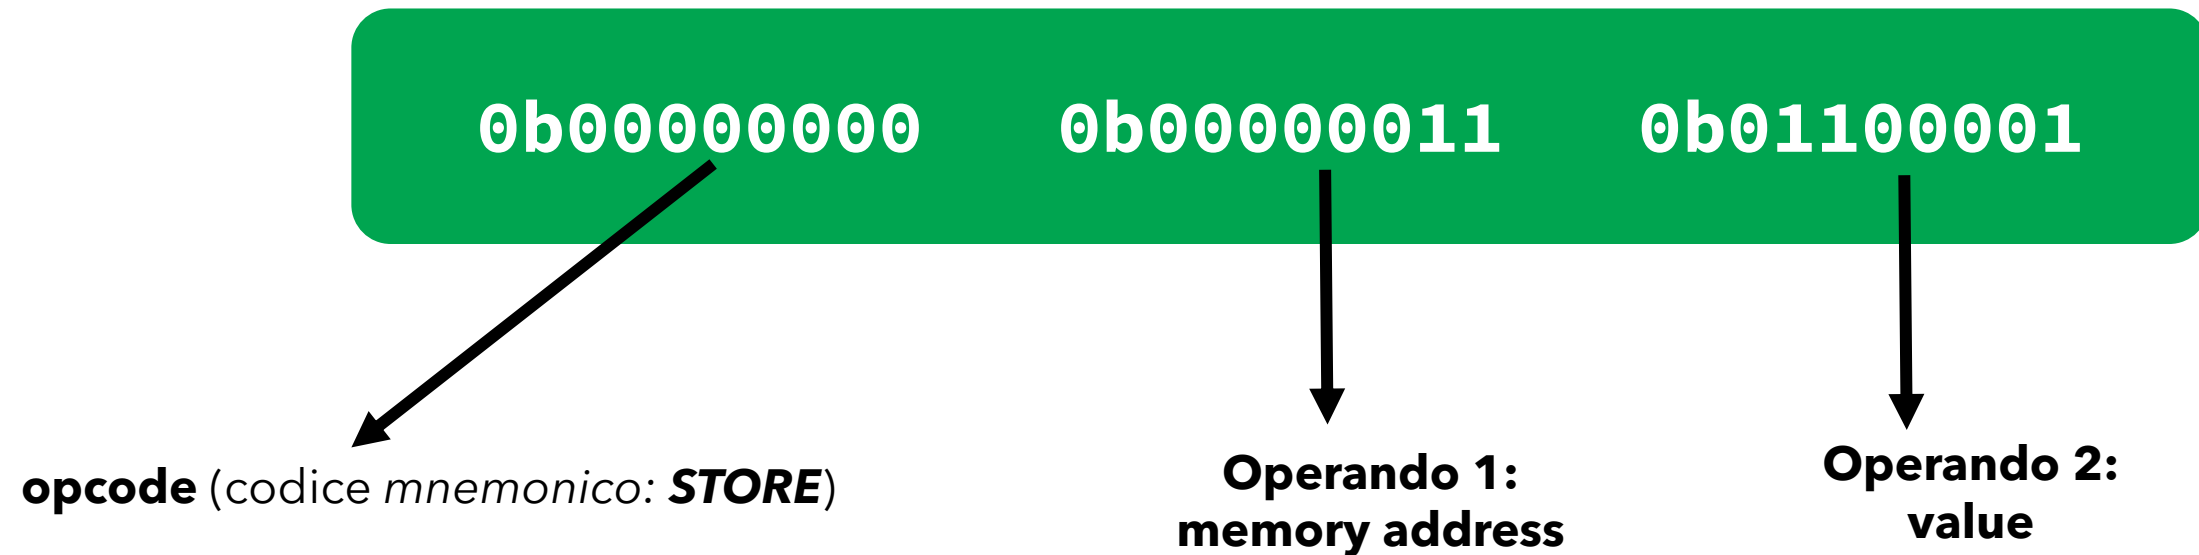 0b00000000 0b00000011 0b01100001
opcode (codice mnemonico: STORE)
Operando 1:
memory address
Operando 2:
value